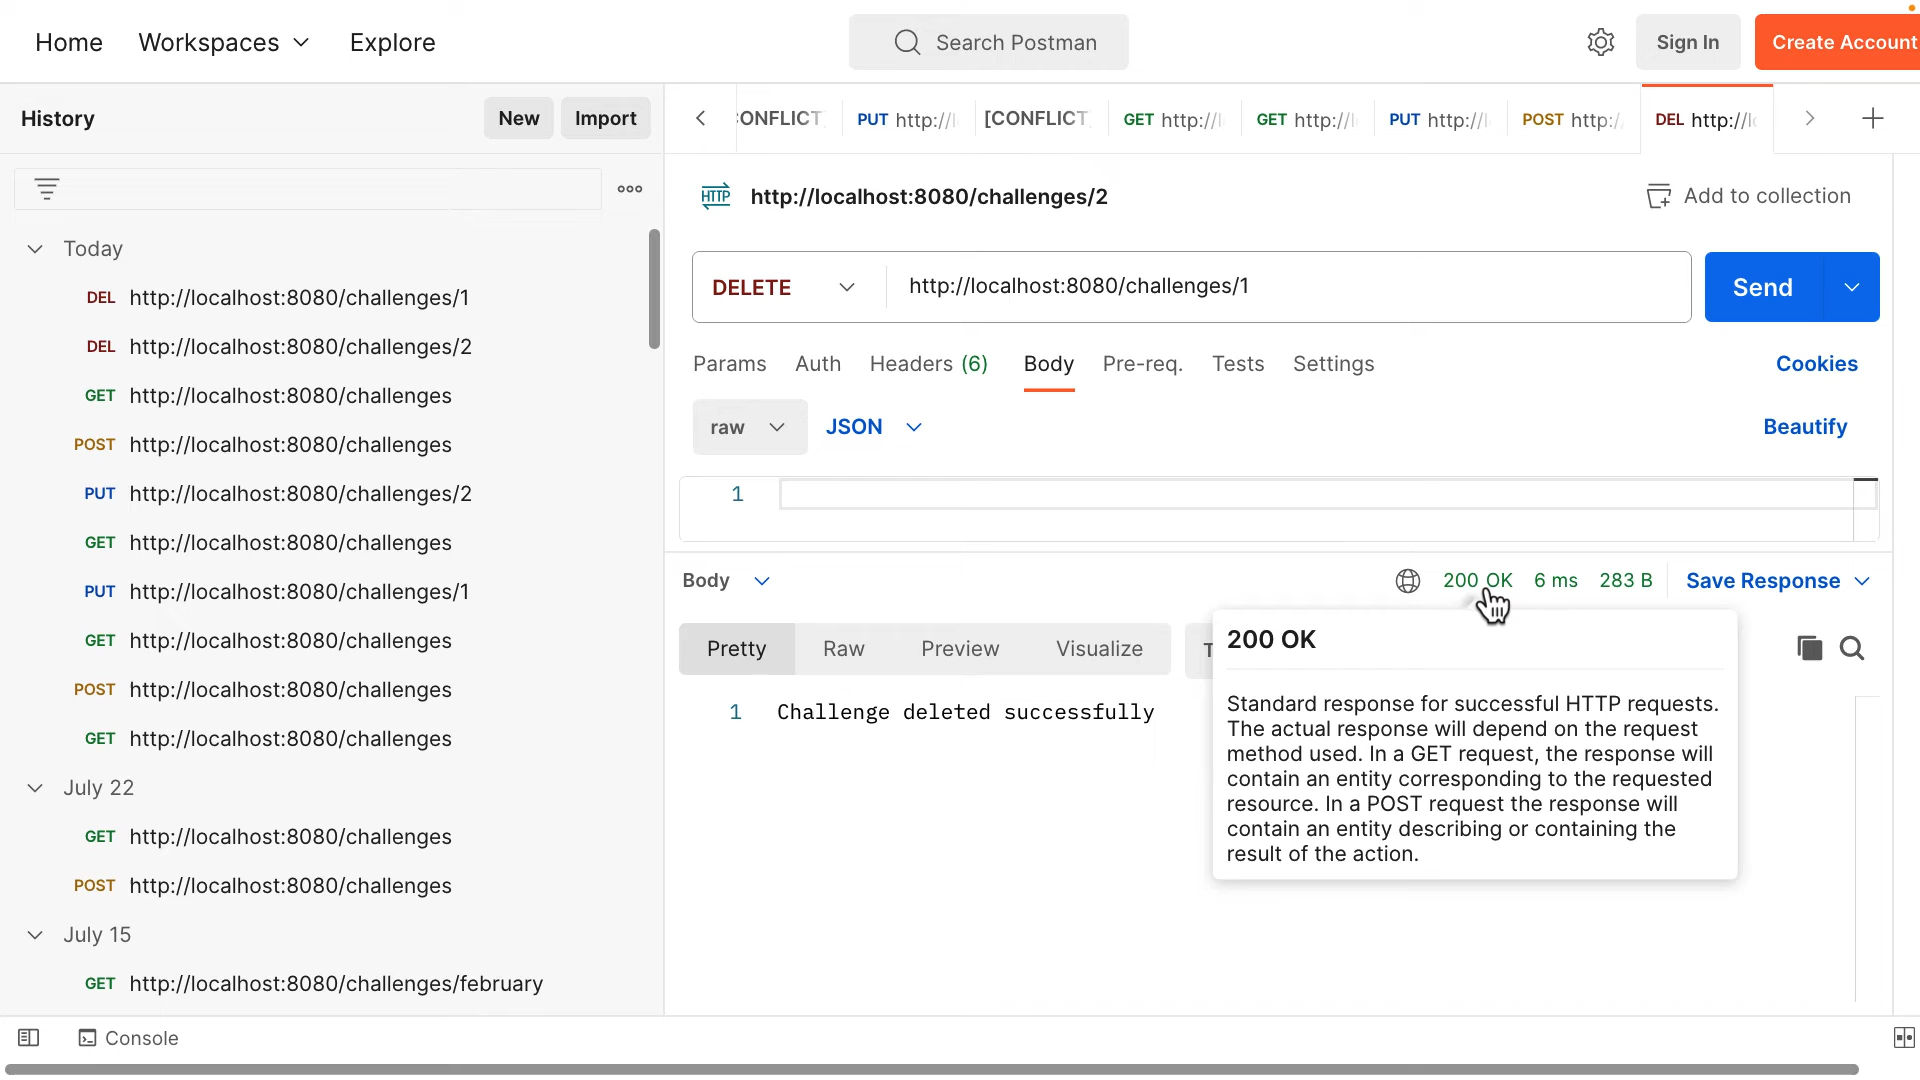 Home Workspaces Explore Search Postman Sign In Create Account
History New Import
ONFLICT PUT http://l [CONFLICT] GET http://l GET http://l PUT http://l POST http:/ DEL http://lo
HTTP http://localhost:8080/challenges/2 Add to collection
DELETE http://localhost:8080/challenges/1 Send
Params Auth Headers (6) Body Pre-req. Tests Settings Cookies
raw JSON Beautify
1
Today
DEL http://localhost:8080/challenges/1
DEL http://localhost:8080/challenges/2
GET http://localhost:8080/challenges
POST http://localhost:8080/challenges
PUT http://localhost:8080/challenges/2
GET http://localhost:8080/challenges
PUT http://localhost:8080/challenges/1
GET http://localhost:8080/challenges
POST http://localhost:8080/challenges
GET http://localhost:8080/challenges
July 22
GET http://localhost:8080/challenges
POST http://localhost:8080/challenges
July 15
GET http://localhost:8080/challenges/february
Body 200 OK 6 ms 283 B Save Response
Pretty Raw Preview Visualize T
1 Challenge deleted successfully
200 OK
Standard response for successful HTTP requests.
The actual response will depend on the request
method used. In a GET request, the response will
contain an entity corresponding to the requested
resource. In a POST request the response will
contain an entity describing or containing the
result of the action.
Console